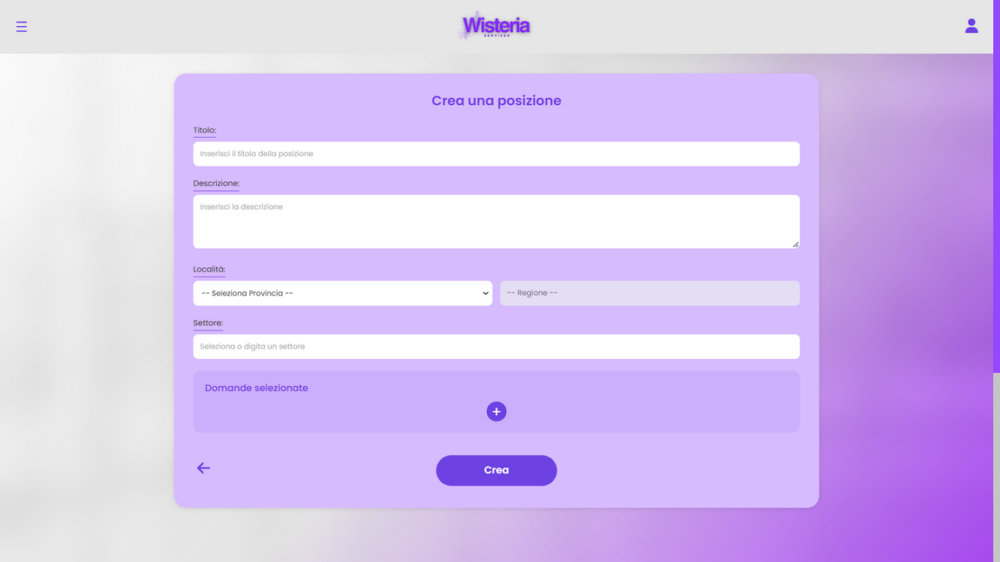 Wisteria
SERVICES
Crea una posizione
Titolo:
Inserisci il titolo della posizione
Descrizione:
Inserisci la descrizione
Località:
-- Seleziona Provincia --
-- Regione --
Settore:
Seleziona o digita un settore
Domande selezionate
Crea